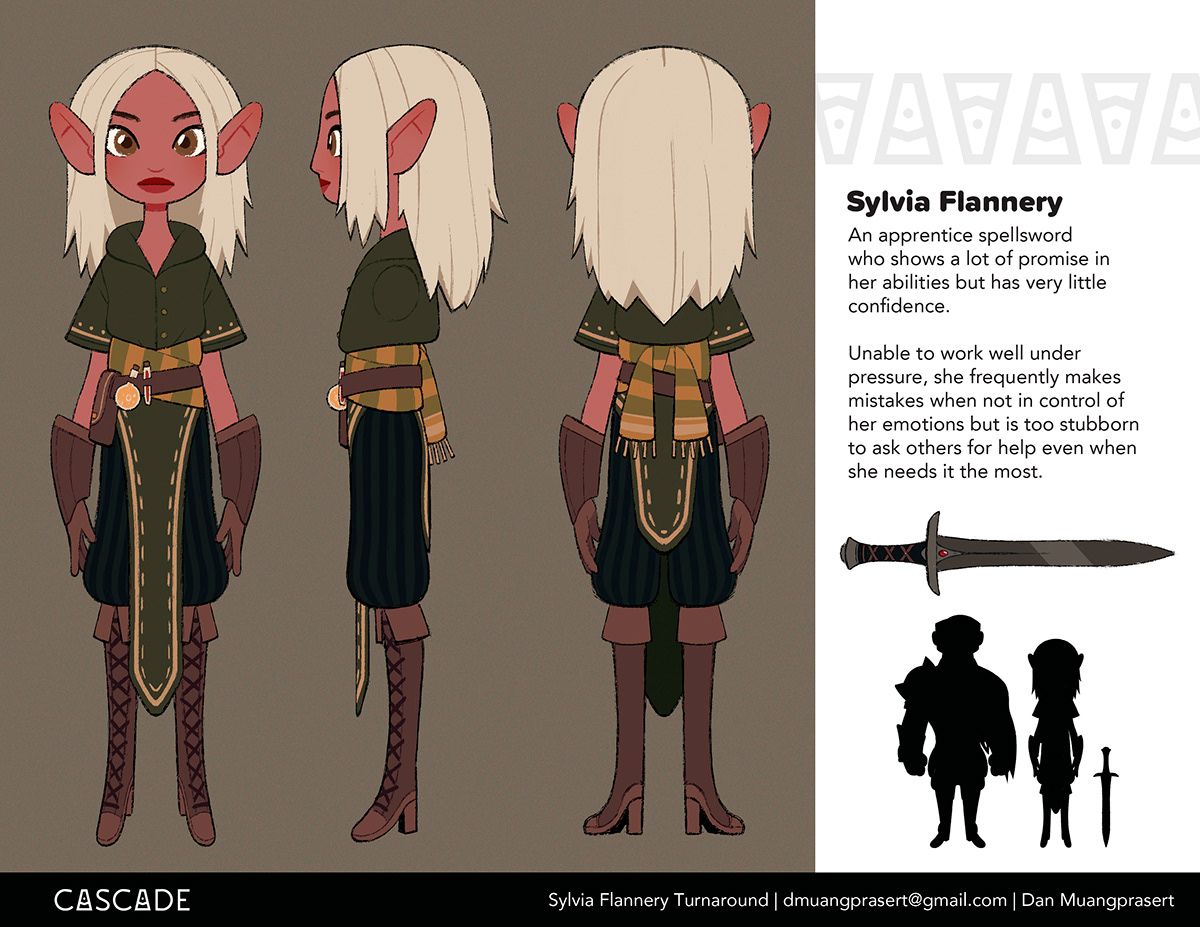 Sylvia Flannery
An apprentice spellsword
who shows a lot of promise in
her abilities but has very little
confidence.
Unable to work well under
pressure, she frequently makes
mistakes when not in control of
her emotions but is too stubborn
to ask others for help even when
she needs it the most.
CASCADE
Sylvia Flannery Turnaround | dmuangprasert@gmail.com | Dan Muangprasert